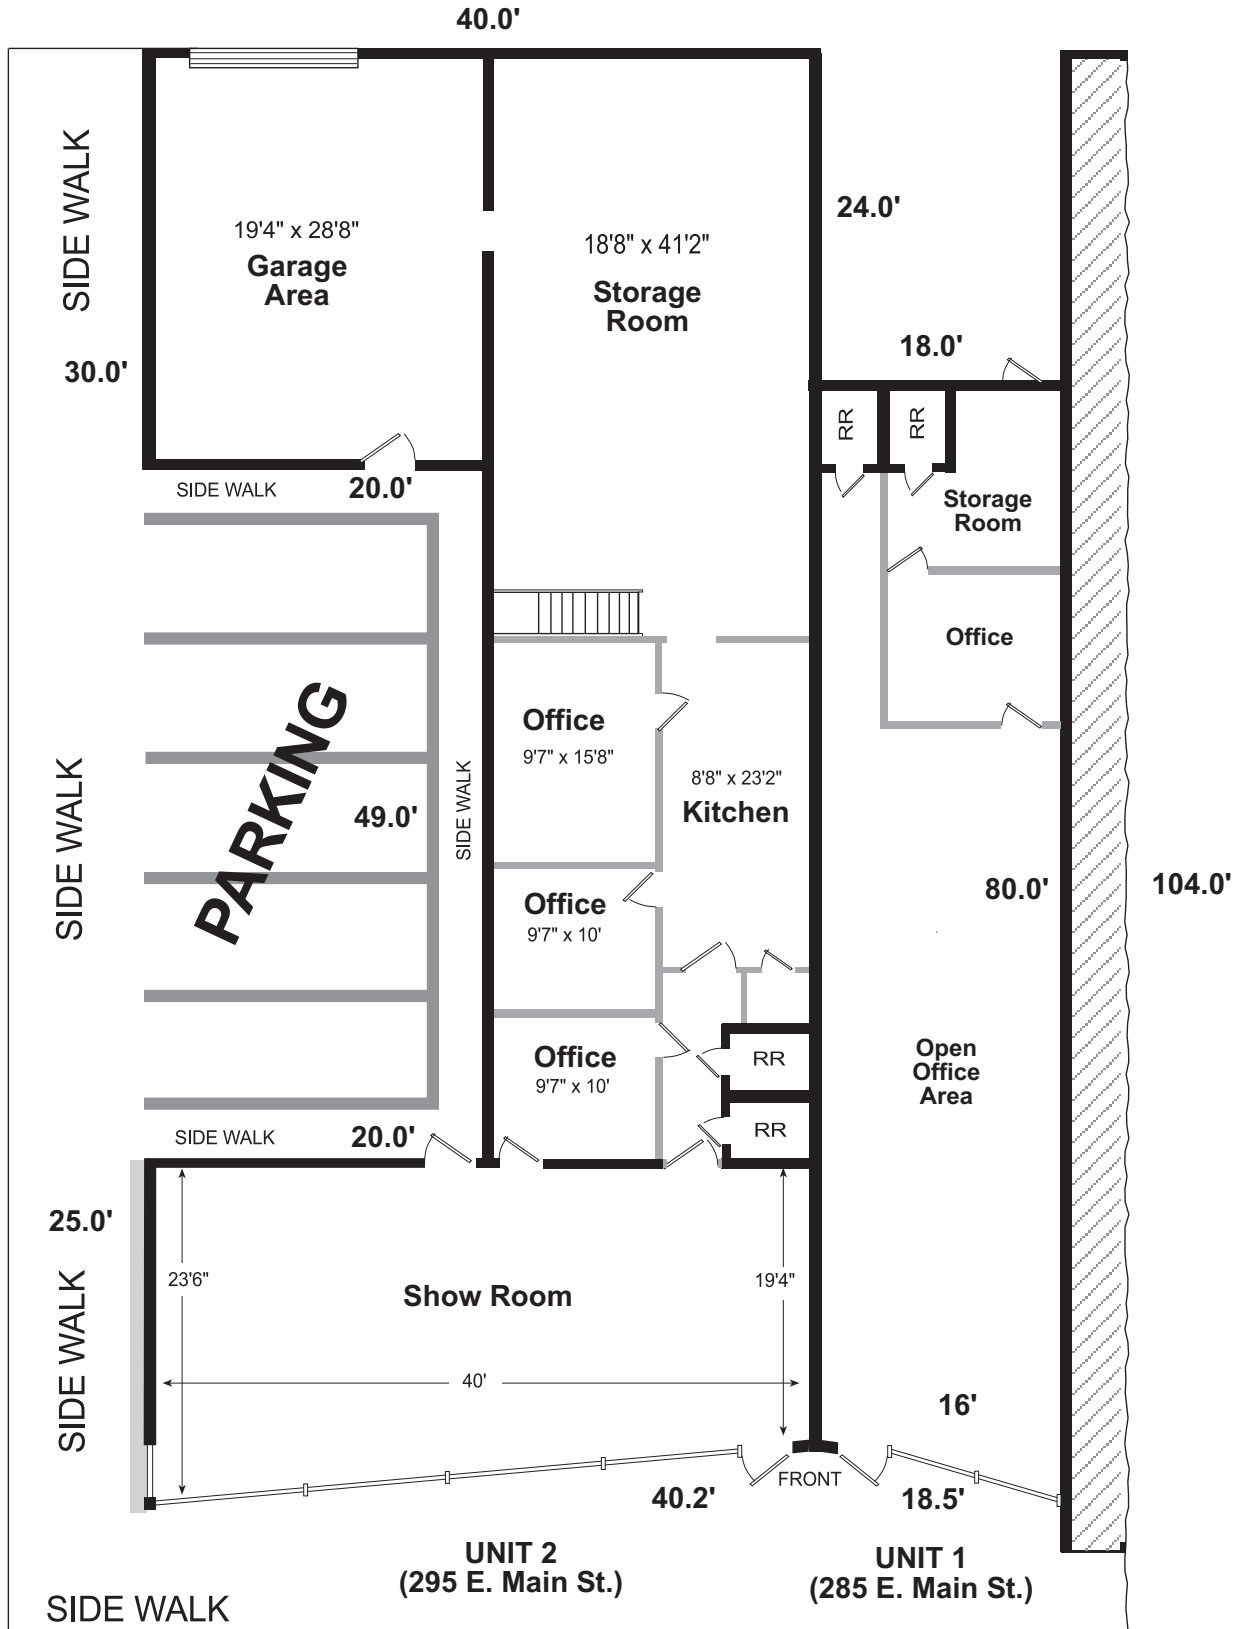 40.0'
SIDE WALK
19'4" x 28'8"
Garage
Area
18'8" x 41'2"
Storage
Room
24.0'
18.0'
30.0'
RR
RR
SIDE WALK
20.0'
Storage
Room
Office
Office
9'7" x 15'8"
8'8" x 23'2"
Kitchen
PARKING
49.0'
SIDE WALK
SIDE WALK
80.0'
104.0'
Office
9'7" x 10'
Office
9'7" x 10'
RR
Open
Office
Area
RR
SIDE WALK
20.0'
25.0'
23'6"
19'4"
Show Room
SIDE WALK
40'
16'
FRONT
40.2'
18.5'
UNIT 2
(295 E. Main St.)
UNIT 1
(285 E. Main St.)
SIDE WALK